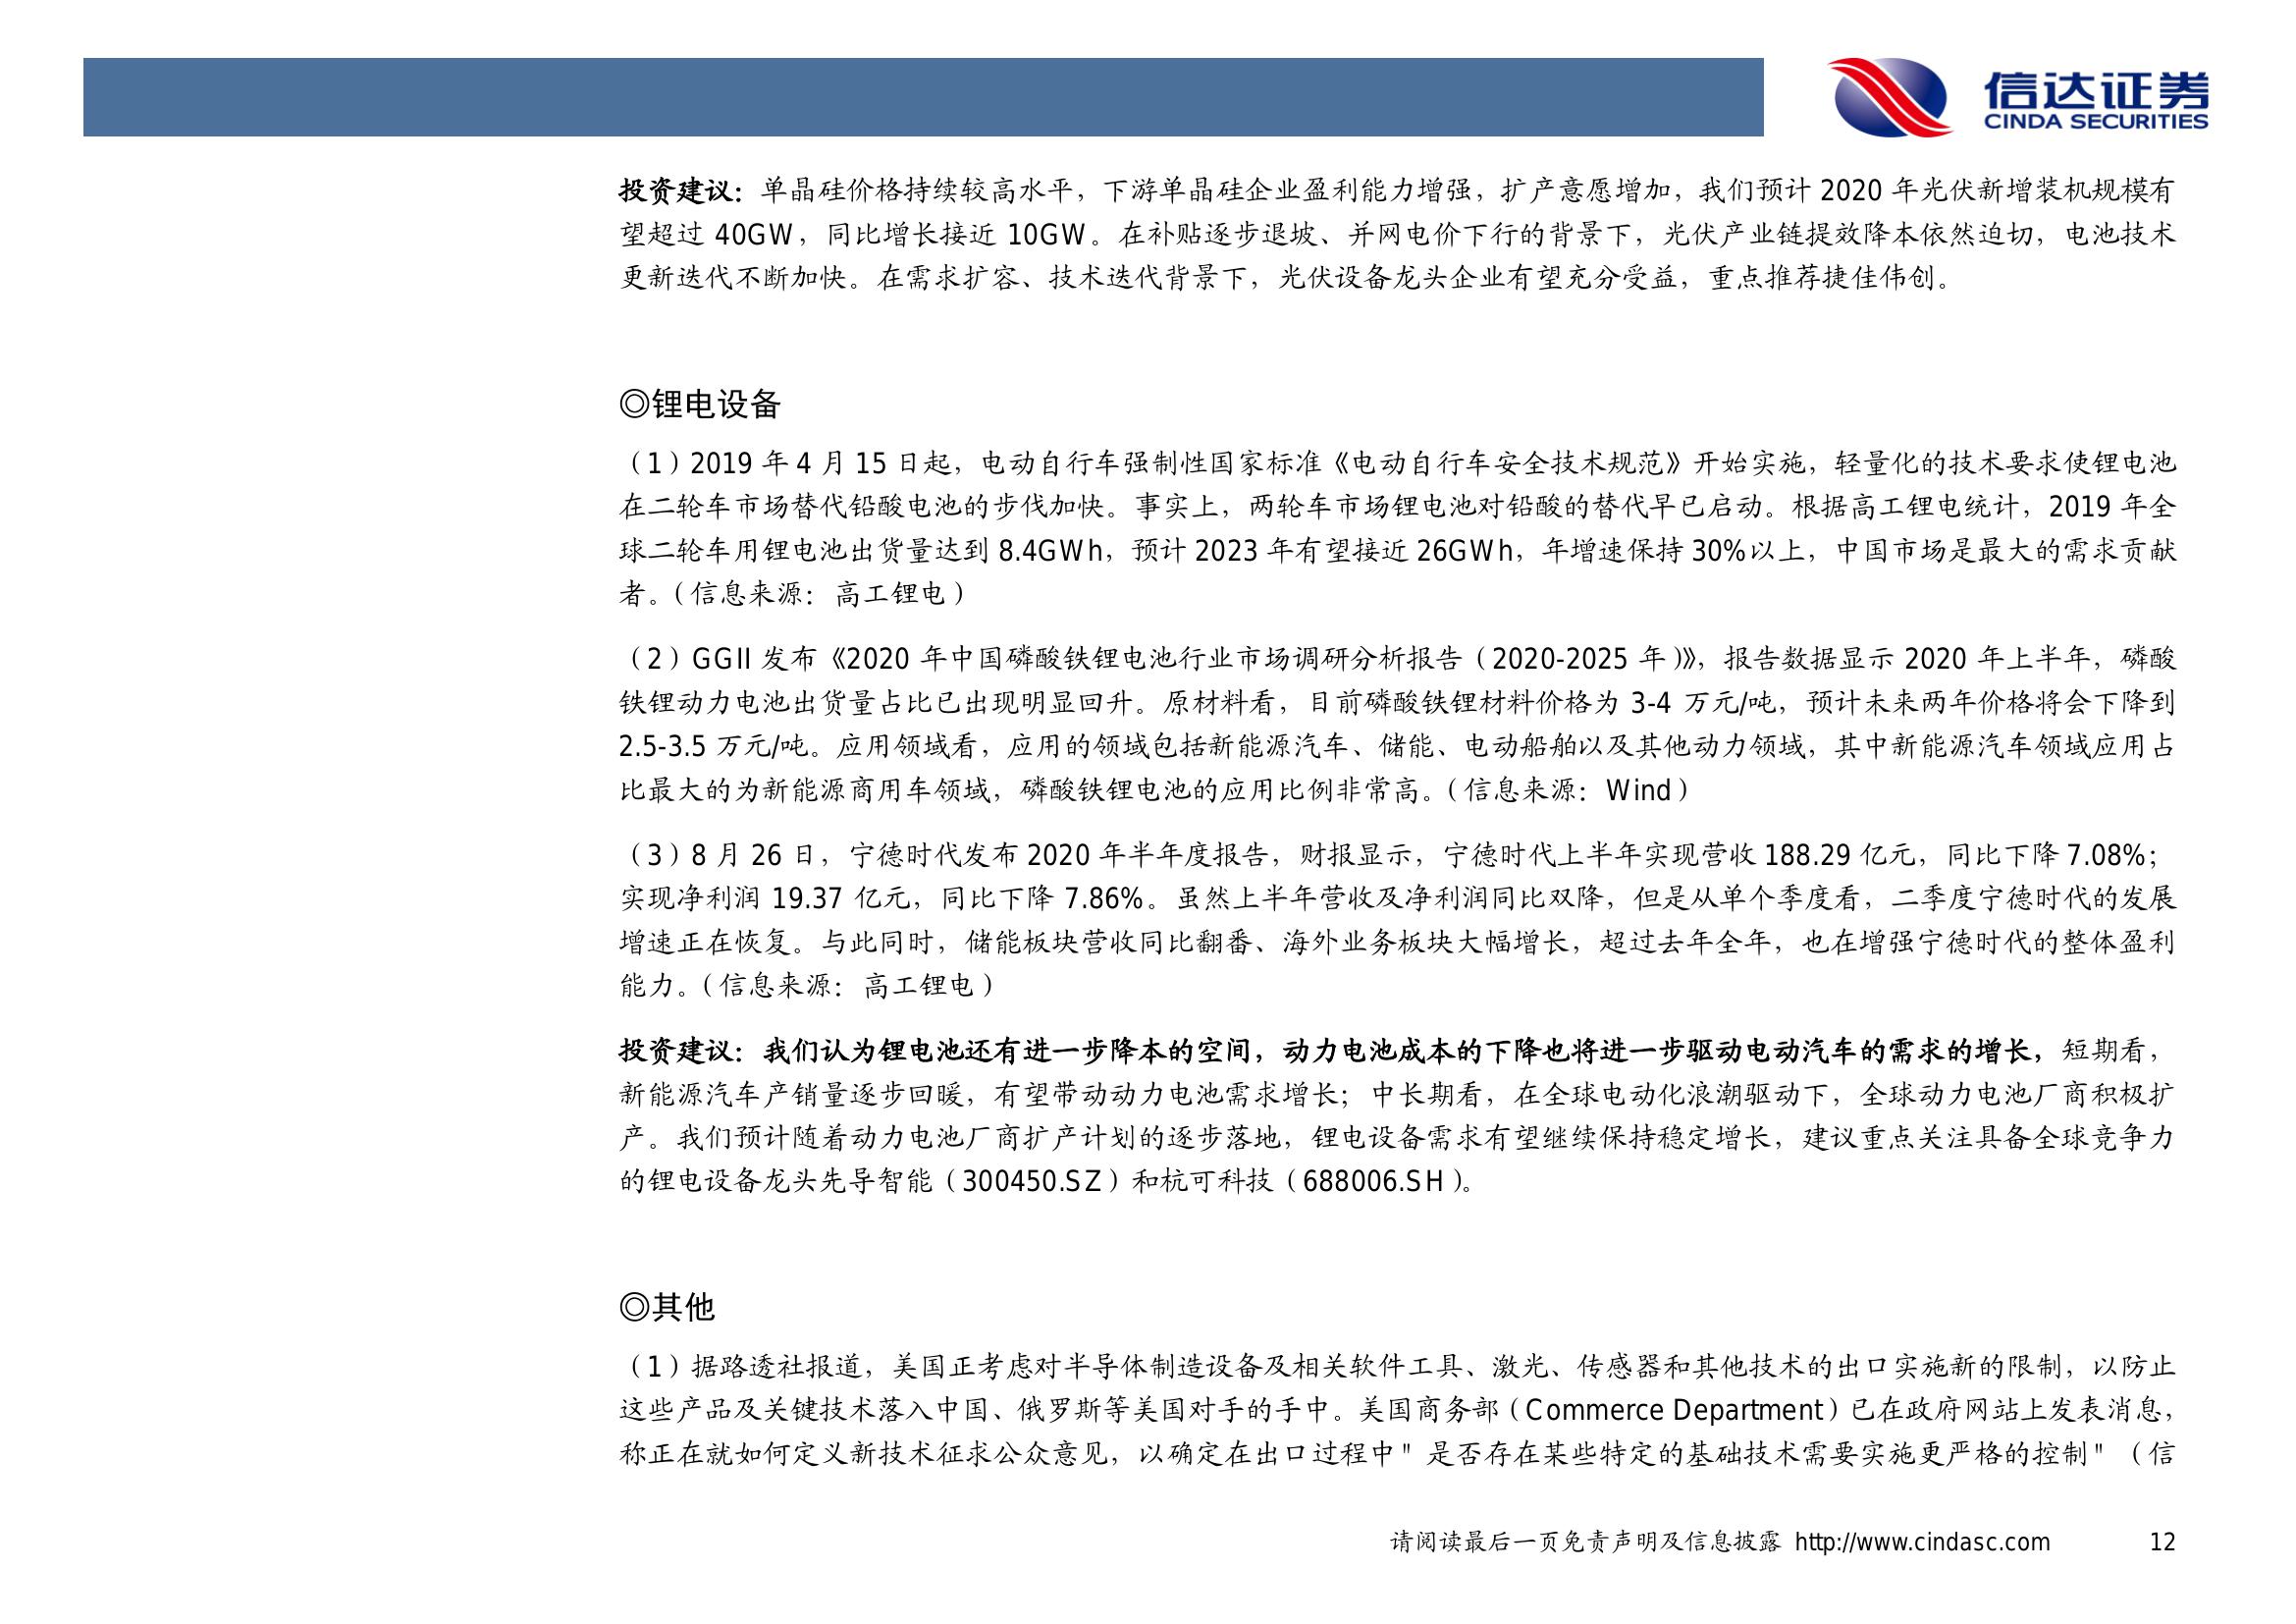 信达证券
CINDA SECURITIES
投资建议：单晶硅价格持续较高水平，下游单晶硅企业盈利能力增强，扩产意愿增加，我们预计 2020 年光伏新增装机规模有
望超过 40GW，同比增长接近 10GW。在补贴逐步退坡、并网电价下行的背景下，光伏产业链提效降本依然迫切，电池技术
更新迭代不断加快。在需求扩容、技术迭代背景下，光伏设备龙头企业有望充分受益，重点推荐捷佳伟创。
◎锂电设备
（1）2019 年 4 月 15 日起，电动自行车强制性国家标准《电动自行车安全技术规范》开始实施，轻量化的技术要求使锂电池
在二轮车市场替代铅酸电池的步伐加快。事实上，两轮车市场锂电池对铅酸的替代早已启动。根据高工锂电统计，2019 年全
球二轮车用锂电池出货量达到 8.4GWh，预计 2023 年有望接近 26GWh，年增速保持 30%以上，中国市场是最大的需求贡献
者。（信息来源：高工锂电）
（2）GGII 发布《2020 年中国磷酸铁锂电池行业市场调研分析报告（2020-2025 年）》，报告数据显示 2020 年上半年，磷酸
铁锂动力电池出货量占比已出现明显回升。原材料看，目前磷酸铁锂材料价格为 3-4 万元/吨，预计未来两年价格将会下降到
2.5-3.5 万元/吨。应用领域看，应用的领域包括新能源汽车、储能、电动船舶以及其他动力领域，其中新能源汽车领域应用占
比最大的为新能源商用车领域，磷酸铁锂电池的应用比例非常高。（信息来源：Wind）
（3）8 月 26 日，宁德时代发布 2020 年半年度报告，财报显示，宁德时代上半年实现营收 188.29 亿元，同比下降 7.08%；
实现净利润 19.37 亿元，同比下降 7.86%。虽然上半年营收及净利润同比双降，但是从单个季度看，二季度宁德时代的发展
增速正在恢复。与此同时，储能板块营收同比翻番、海外业务板块大幅增长，超过去年全年，也在增强宁德时代的整体盈利
能力。（信息来源：高工锂电）
投资建议：我们认为锂电池还有进一步降本的空间，动力电池成本的下降也将进一步驱动电动汽车的需求的增长，短期看，
新能源汽车产销量逐步回暖，有望带动动力电池需求增长；中长期看，在全球电动化浪潮驱动下，全球动力电池厂商积极扩
产。我们预计随着动力电池厂商扩产计划的逐步落地，锂电设备需求有望继续保持稳定增长，建议重点关注具备全球竞争力
的锂电设备龙头先导智能（300450.SZ）和杭可科技（688006.SH）。
◎其他
（1）据路透社报道，美国正考虑对半导体制造设备及相关软件工具、激光、传感器和其他技术的出口实施新的限制，以防止
这些产品及关键技术落入中国、俄罗斯等美国对手的手中。美国商务部（Commerce Department）已在政府网站上发表消息，
称正在就如何定义新技术征求公众意见，以确定在出口过程中" 是否存在某些特定的基础技术需要实施更严格的控制" （信
请阅读最后一页免责声明及信息披露 http://www.cindasc.com 12